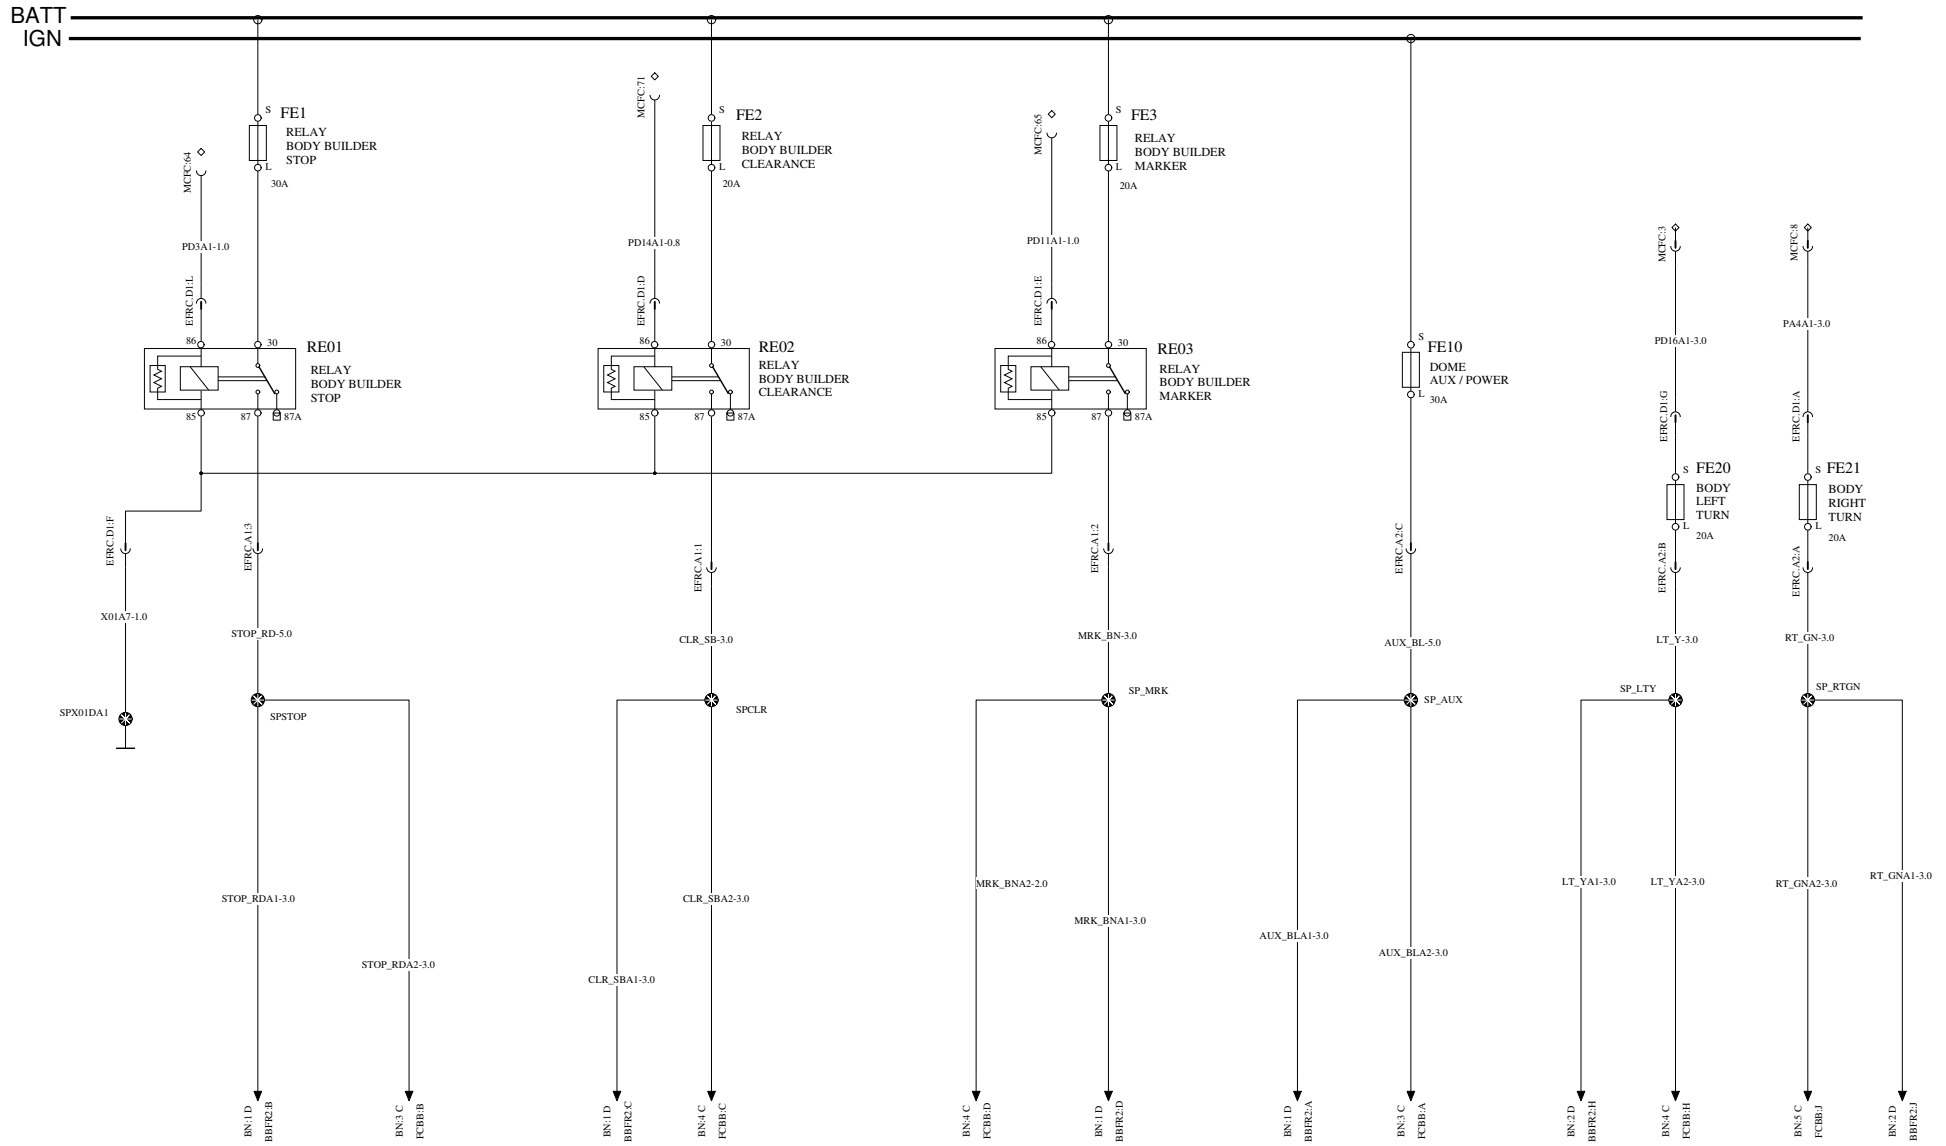 BATT
IGN
S
FE1
RELAY
BODY BUILDER
STOP
L
30A
MCFC:64
PD3A1-1.0
EFRC.D1:L
86
30
RE01
RELAY
BODY BUILDER
STOP
85
87
87A
MCFC:71
S
FE2
RELAY
BODY BUILDER
CLEARANCE
L
20A
PD14A1-0.8
EFRC.D1:D
86
30
RE02
RELAY
BODY BUILDER
CLEARANCE
85
87
87A
MCFC:65
S
FE3
RELAY
BODY BUILDER
MARKER
L
20A
PD11A1-1.0
EFRC.D1:E
86
30
RE03
RELAY
BODY BUILDER
MARKER
85
87
87A
S
FE10
DOME
AUX / POWER
L
30A
MCFC:3
PD16A1-3.0
EFRC.D1:G
S
FE20
BODY
LEFT
TURN
L
20A
EFRC.A2:B
MCFC:8
PA4A1-3.0
EFRC.D1:A
S
FE21
BODY
RIGHT
TURN
L
20A
EFRC.A2:A
EFRC.D1:F
EFRC.A1:3
EFRC.A1:1
EFRC.A1:2
EFRC.A2:C
X01A7-1.0
STOP_RD-5.0
CLR_SB-3.0
MRK_BN-3.0
AUX_BL-5.0
LT_Y-3.0
RT_GN-3.0
SPX01DA1
SPSTOP
SPCLR
SP_MRK
SP_AUX
SP_LTY
SP_RTGN
STOP_RDA1-3.0
STOP_RDA2-3.0
CLR_SBA1-3.0
CLR_SBA2-3.0
MRK_BNA2-2.0
MRK_BNA1-3.0
AUX_BLA1-3.0
AUX_BLA2-3.0
LT_YA1-3.0
LT_YA2-3.0
RT_GNA2-3.0
RT_GNA1-3.0
BN:1 D
BBFR2:B
BN:3 C
FCBB:B
BN:1 D
BBFR2:C
BN:4 C
FCBB:C
BN:4 C
FCBB:D
BN:1 D
BBFR2:D
BN:1 D
BBFR2:A
BN:3 C
FCBB:A
BN:2 D
BBFR2:H
BN:4 C
FCBB:H
BN:5 C
FCBB:J
BN:2 D
BBFR2:J